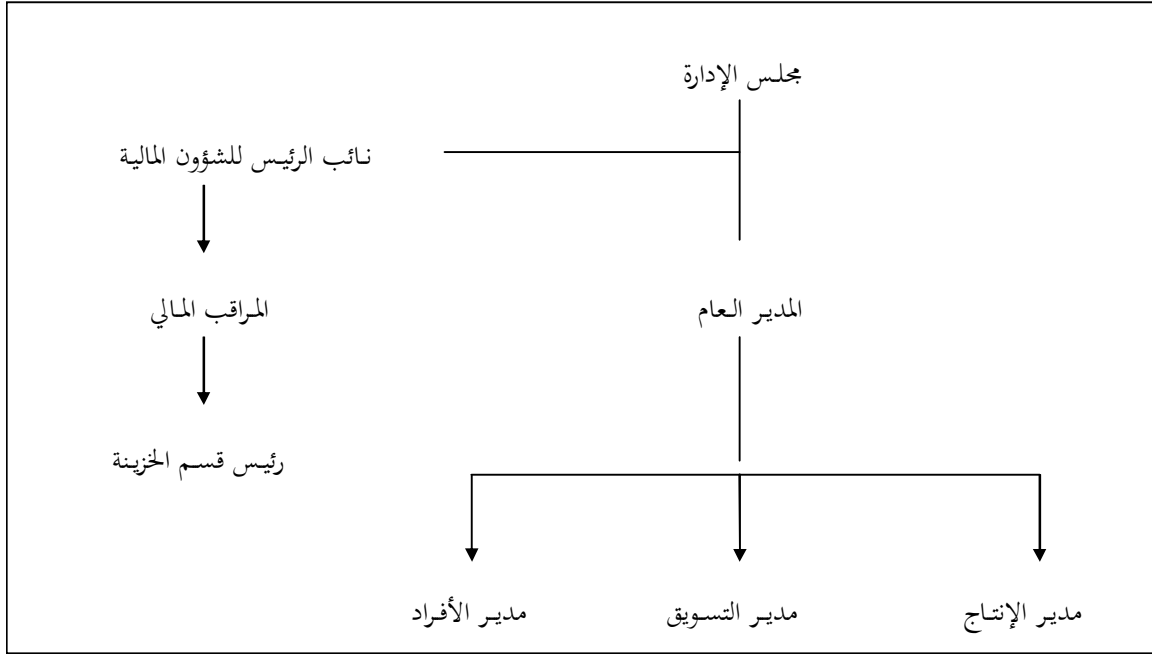 مجلس الإدارة
نائب الرئيس للشؤون المالية
المدير العام
المراقب المالي
رئيس قسم الخزينة
مدير الإنتاج
مدير التسويق
مدير الأفراد